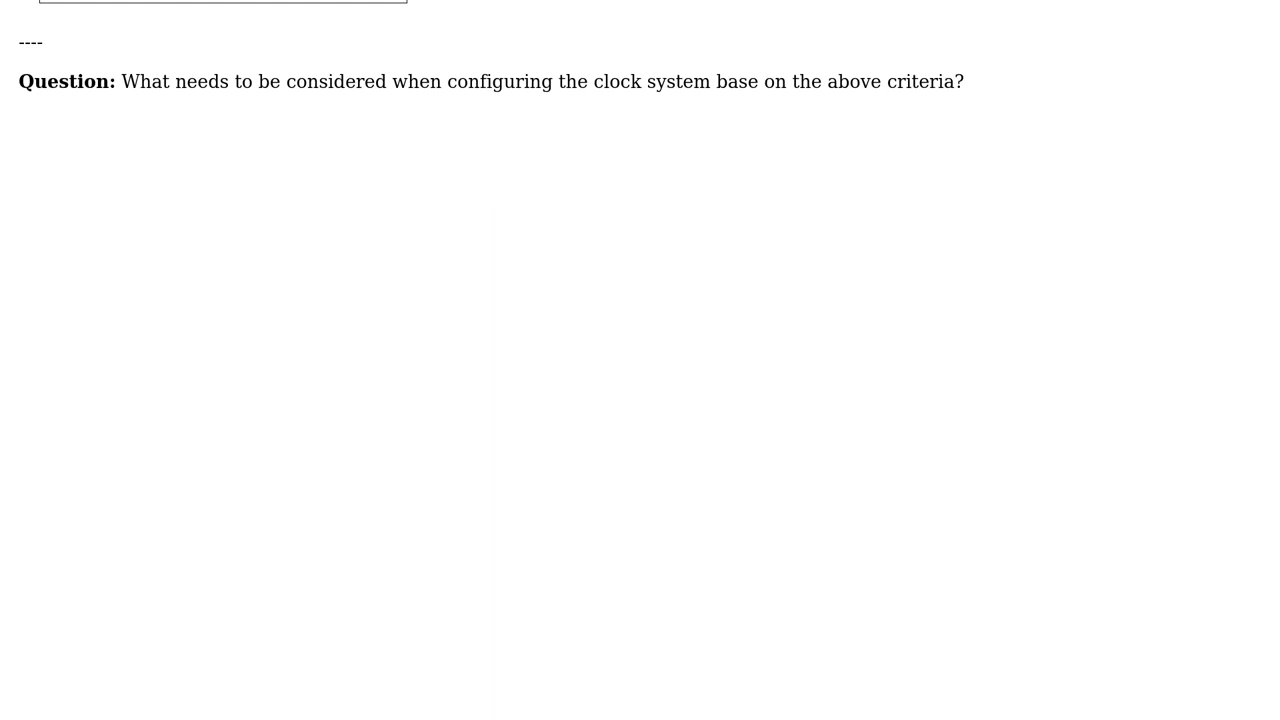 ----
Question: What needs to be considered when configuring the clock system base on the above criteria?